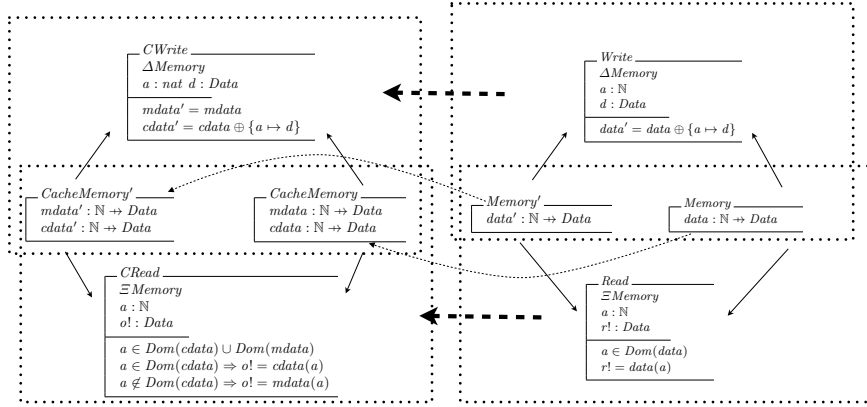 CWrite
ΔMemory
a : nat d : Data
mdata′ = mdata
cdata′ = cdata ⊕ {a ↦ d}
Write
ΔMemory
a : ℕ
d : Data
data′ = data ⊕ {a ↦ d}
CacheMemory′
mdata′ : ℕ ⇸ Data
cdata′ : ℕ ⇸ Data
CacheMemory
mdata : ℕ ⇸ Data
cdata : ℕ ⇸ Data
Memory′
data′ : ℕ ⇸ Data
Memory
data : ℕ ⇸ Data
CRead
ΞMemory
a : ℕ
o! : Data
a ∈ Dom(cdata) ∪ Dom(mdata)
a ∈ Dom(cdata) ⇒ o! = cdata(a)
a ∉ Dom(cdata) ⇒ o! = mdata(a)
Read
ΞMemory
a : ℕ
r! : Data
a ∈ Dom(data)
r! = data(a)